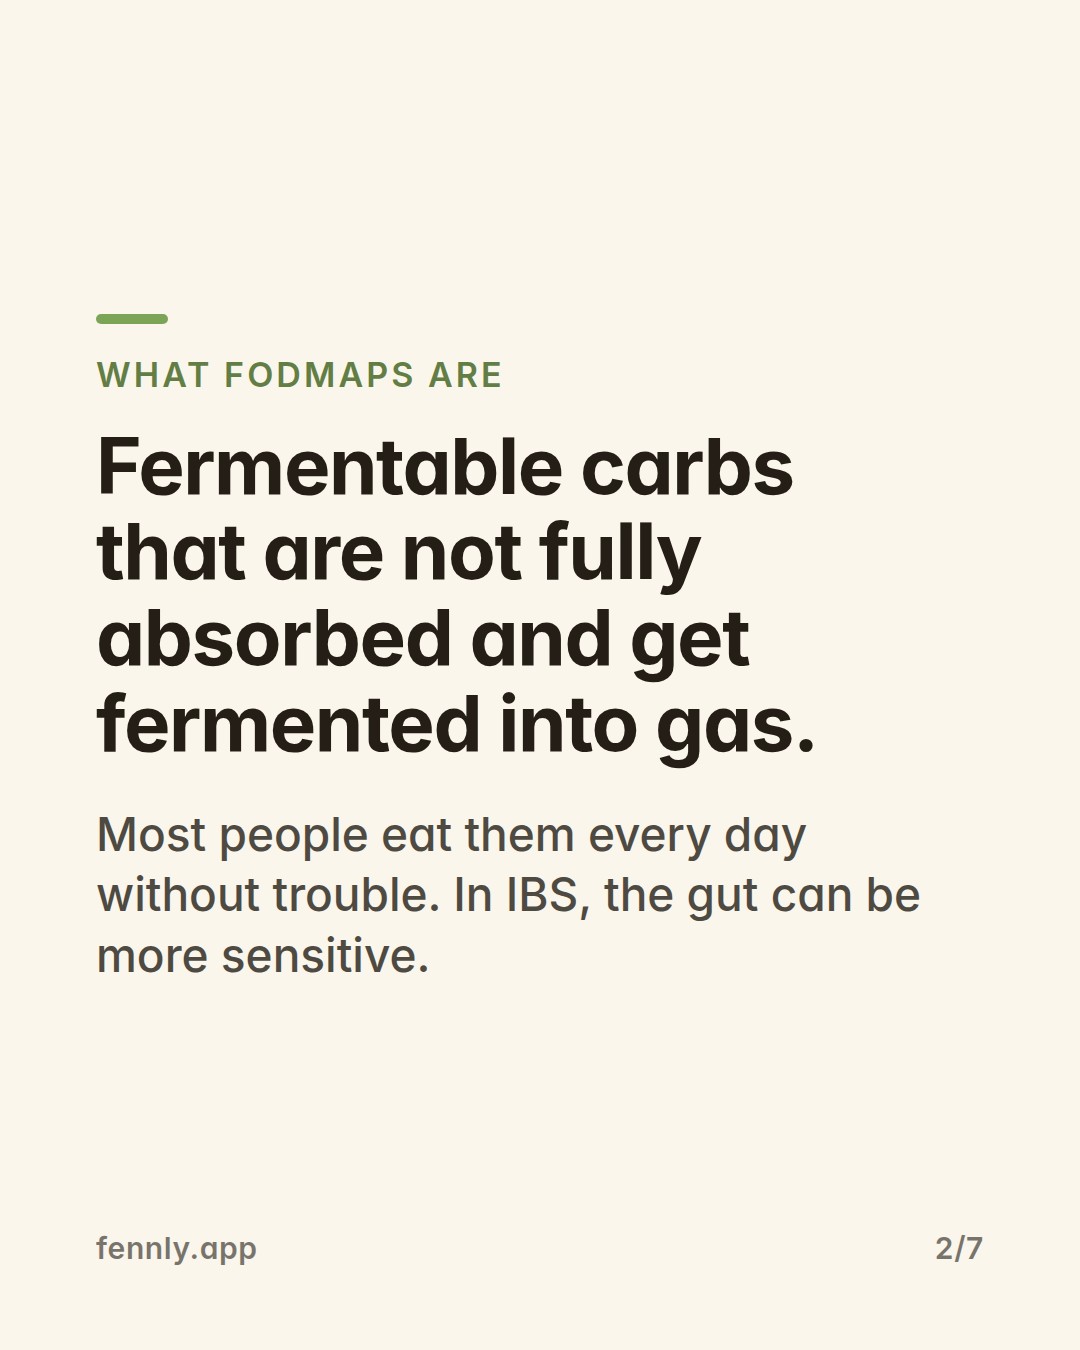 WHAT FODMAPS ARE
Fermentable carbs
that are not fully
absorbed and get
fermented into gas.
Most people eat them every day
without trouble. In IBS, the gut can be
more sensitive.
fennly.app
2/7